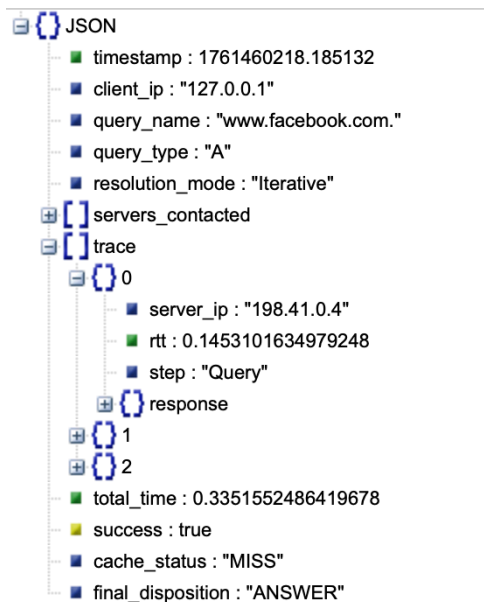 JSON
timestamp : 1761460218.185132
client_ip : "127.0.0.1"
query_name : "www.facebook.com."
query_type : "A"
resolution_mode : "Iterative"
servers_contacted
trace
0
server_ip : "198.41.0.4"
rtt : 0.1453101634979248
step : "Query"
response
1
2
total_time : 0.3351552486419678
success : true
cache_status : "MISS"
final_disposition : "ANSWER"